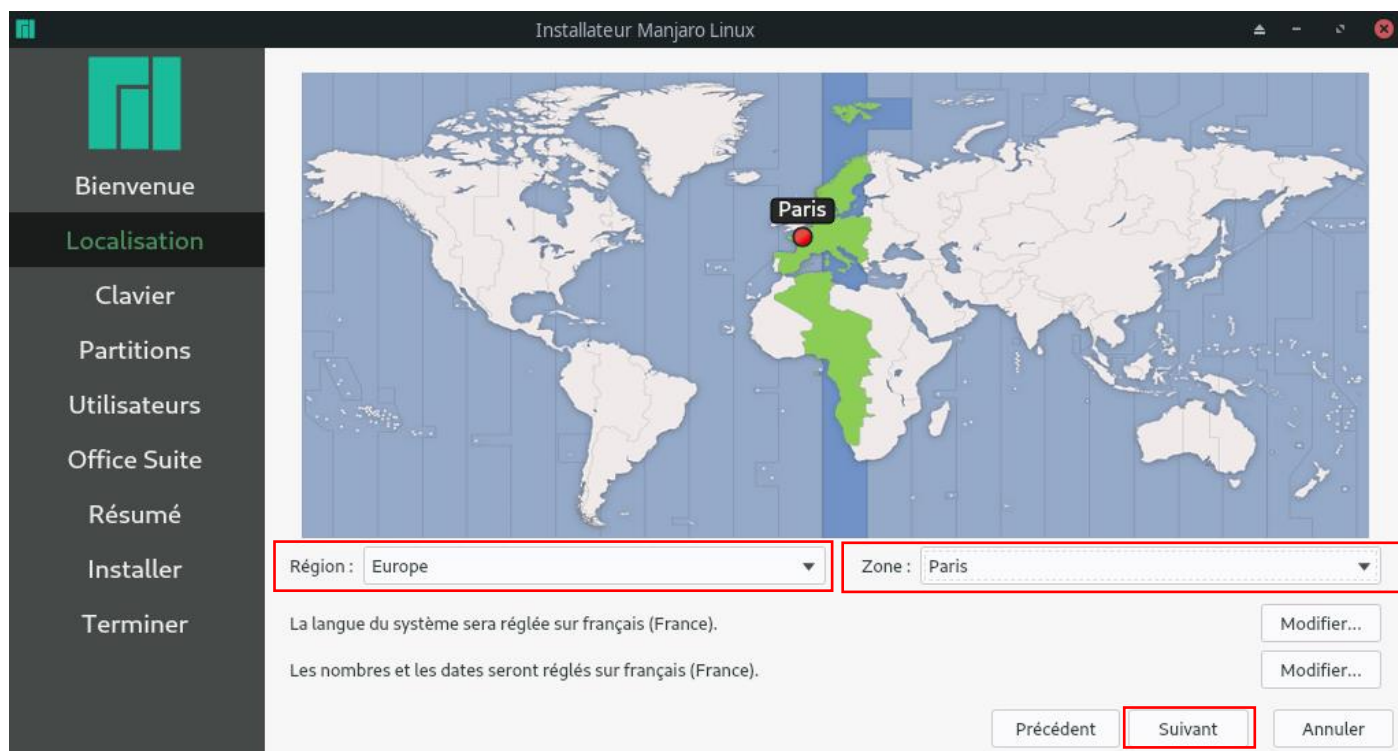 Installateur Manjaro Linux
Bienvenue
Localisation
Clavier
Partitions
Utilisateurs
Office Suite
Résumé
Installer
Terminer
Paris
Région : Europe Zone : Paris
La langue du système sera réglée sur français (France). Modifier...
Les nombres et les dates seront réglés sur français (France). Modifier...
Précédent Suivant Annuler